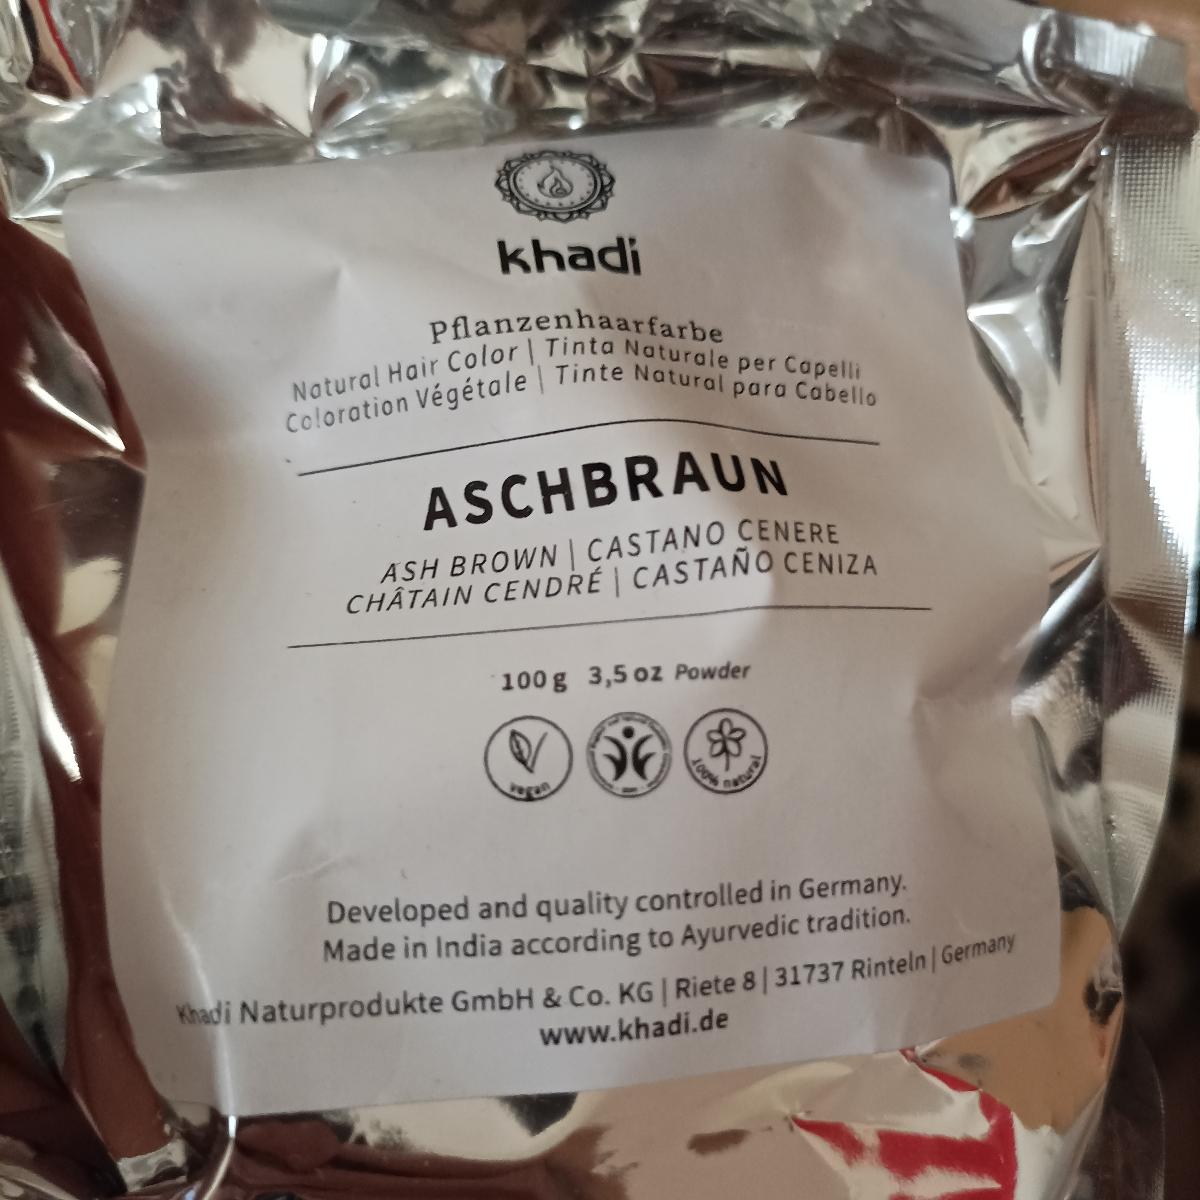 khadi
Pflanzenhaarfarbe
Natural Hair Color | Tinta Naturale per Capelli
Coloration Végétale | Tinte Natural para Cabello
ASCHBRAUN
ASH BROWN | CASTANO CENERE
CHÂTAIN CENDRÉ | CASTAÑO CENIZA
100 g 3,5 oz Powder
vegan
100% natural
Developed and quality controlled in Germany.
Made in India according to Ayurvedic tradition.
Khadi Naturprodukte GmbH & Co. KG | Riete 8 | 31737 Rinteln | Germany
www.khadi.de